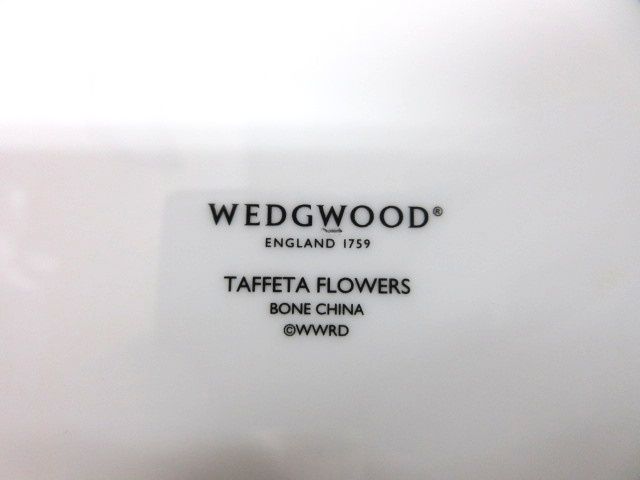 WEDGWOOD®
ENGLAND 1759
TAFFETA FLOWERS
BONE CHINA
©WWRD